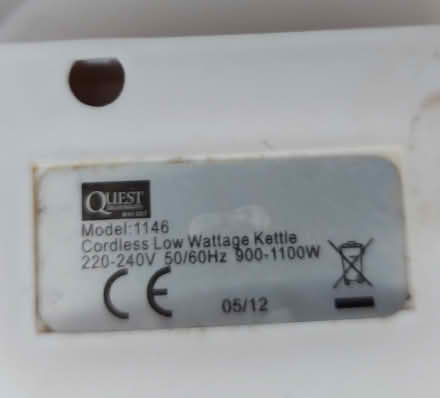 QUEST
Model:1146
Cordless Low Wattage Kettle
220-240V 50/60Hz 900-1100W
CE
05/12